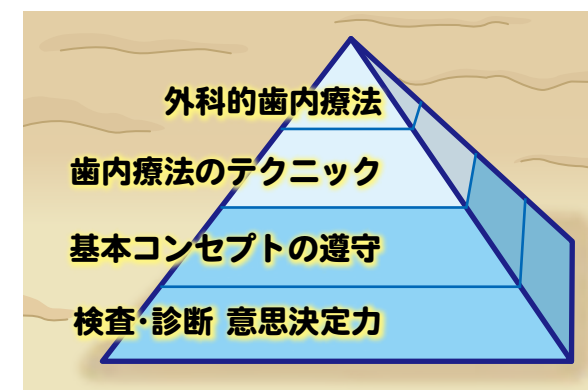 外科的歯内療法
歯内療法のテクニック
基本コンセプトの遵守
検査･診断 意思決定力